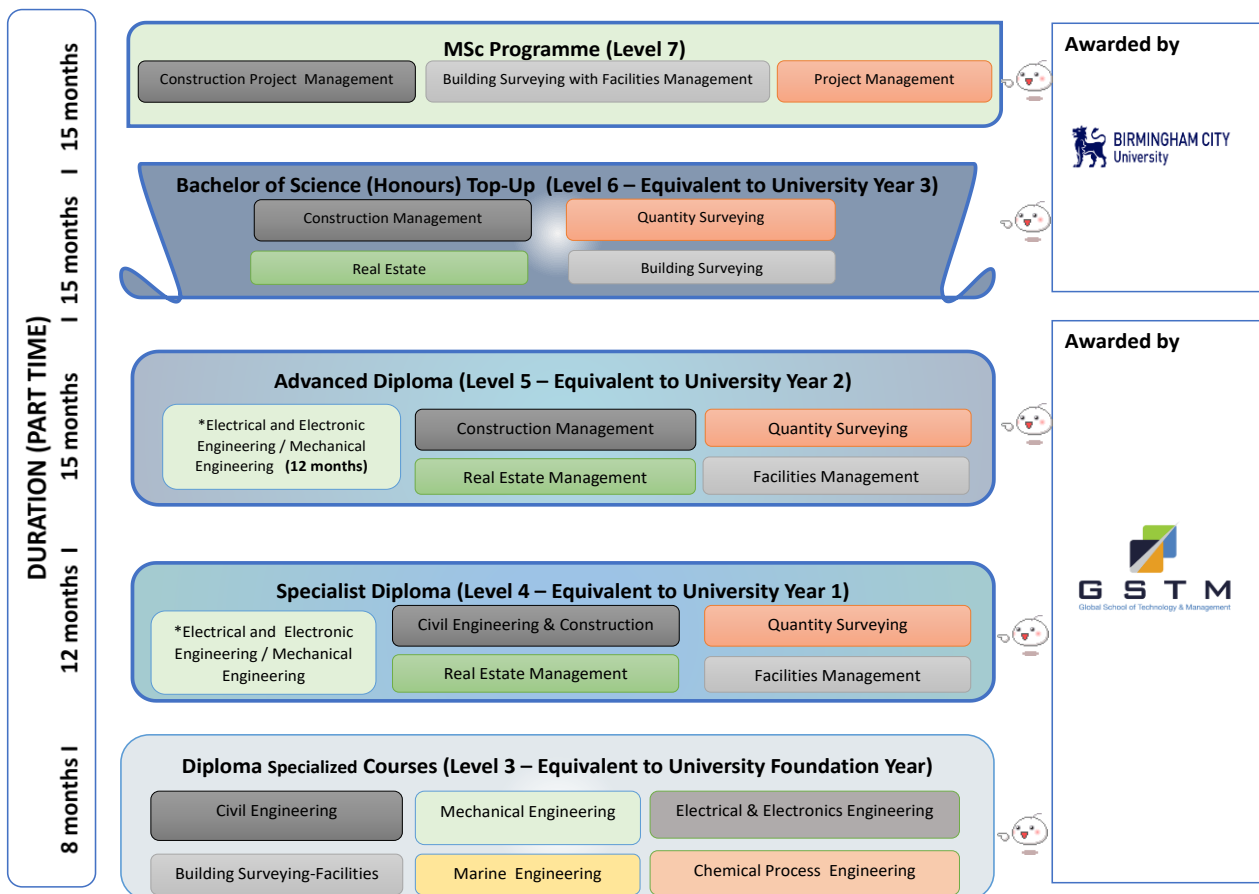 MSc Programme (Level 7)
Construction Project Management
Building Surveying with Facilities Management
Project Management
Awarded by
BIRMINGHAM CITY
University
Bachelor of Science (Honours) Top-Up (Level 6 – Equivalent to University Year 3)
Construction Management
Quantity Surveying
Real Estate
Building Surveying
Advanced Diploma (Level 5 – Equivalent to University Year 2)
*Electrical and Electronic
Engineering / Mechanical
Engineering (12 months)
Construction Management
Quantity Surveying
Real Estate Management
Facilities Management
Awarded by
G S T M
Global School of Technology & Management
Specialist Diploma (Level 4 – Equivalent to University Year 1)
*Electrical and Electronic
Engineering / Mechanical
Engineering
Civil Engineering & Construction
Quantity Surveying
Real Estate Management
Facilities Management
Diploma Specialized Courses (Level 3 – Equivalent to University Foundation Year)
Civil Engineering
Mechanical Engineering
Electrical & Electronics Engineering
Building Surveying-Facilities
Marine Engineering
Chemical Process Engineering
DURATION (PART TIME)
8 months I 12 months I 15 months I 15 months I 15 months